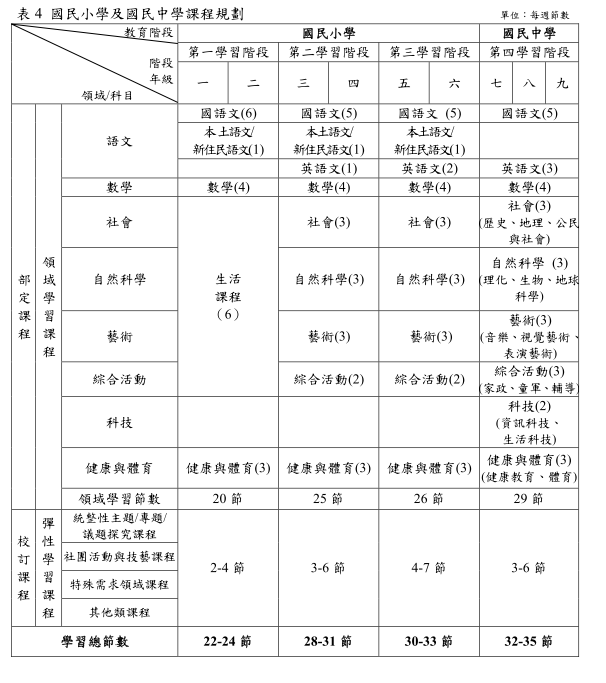 表 4 國民小學及國民中學課程規劃
單位：每週節數
教育階段
階段
年級
領域/科目
國民小學 國民中學
第一學習階段 第二學習階段 第三學習階段 第四學習階段
一 二 三 四 五 六 七 八 九
部定課程
領域學習課程
語文
國語文(6) 國語文(5) 國語文 (5) 國語文(5)
本土語文/
新住民語文(1)
本土語文/
新住民語文(1)
本土語文/
新住民語文(1)
英語文(1) 英語文(2) 英語文(3)
數學 數學(4) 數學(4) 數學(4) 數學(4)
社會
生活
課程
（6）
社會(3) 社會(3)
社會(3)
(歷史、地理、公民
與社會)
自然科學 自然科學(3) 自然科學(3)
自然科學 (3)
(理化、生物、地球
科學)
藝術 藝術(3) 藝術(3)
藝術(3)
(音樂、視覺藝術、
表演藝術)
綜合活動 綜合活動(2) 綜合活動(2)
綜合活動(3)
(家政、童軍、輔導)
科技
科技(2)
(資訊科技、
生活科技)
健康與體育 健康與體育(3) 健康與體育(3) 健康與體育(3)
健康與體育(3)
(健康教育、體育)
領域學習節數 20 節 25 節 26 節 29 節
校訂課程
彈性學習課程
統整性主題/專題/
議題探究課程
社團活動與技藝課程
特殊需求領域課程
其他類課程
2-4 節 3-6 節 4-7 節 3-6 節
學習總節數 22-24 節 28-31 節 30-33 節 32-35 節